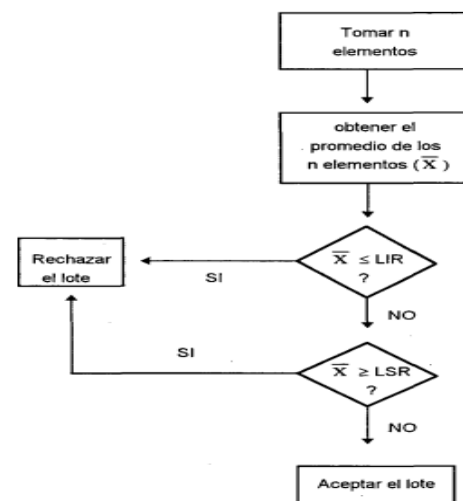 Tomar n
elementos
obtener el
promedio de los
n elementos ( X̅ )
X̅ ≤ LIR
?
SI
Rechazar
el lote
NO
X̅ ≥ LSR
?
SI
NO
Aceptar el lote